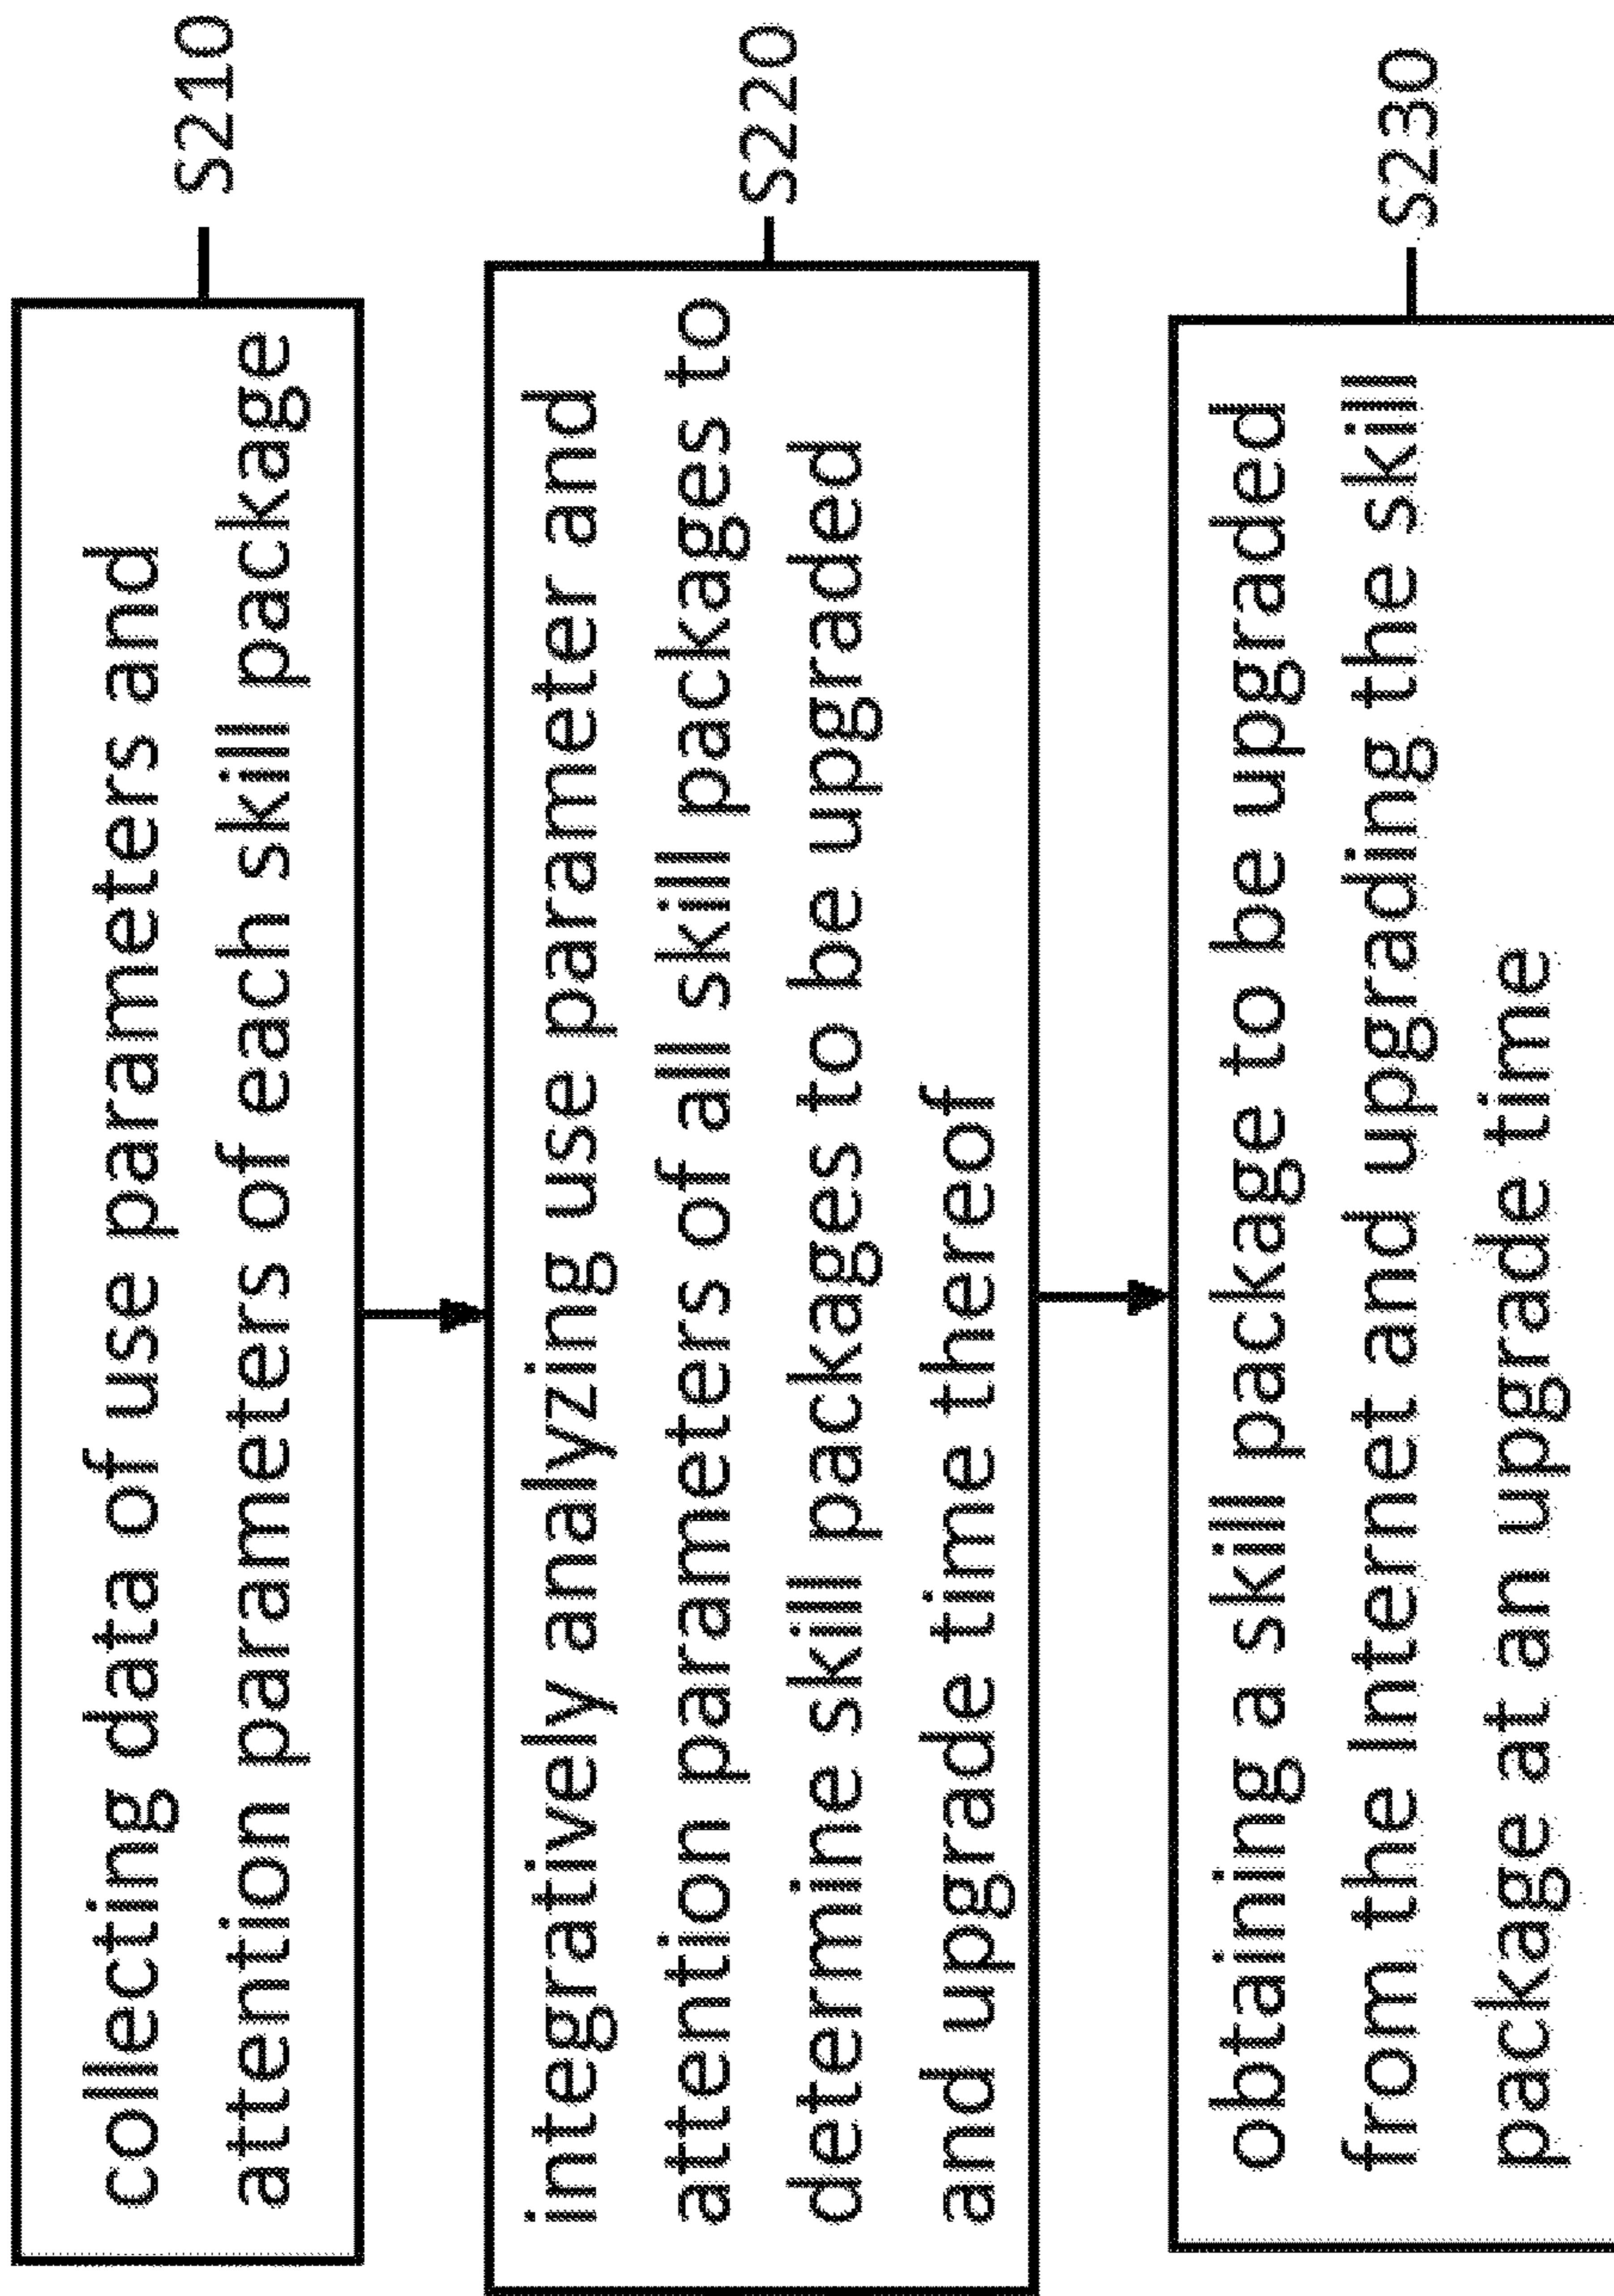 collecting data of use parameters and
attention parameters of each skill package
S210
integratively analyzing use parameter and
attention parameters of all skill packages to
determine skill packages to be upgraded
and upgrade time thereof
S220
obtaining a skill package to be upgraded
from the Internet and upgrading the skill
package at an upgrade time
S230